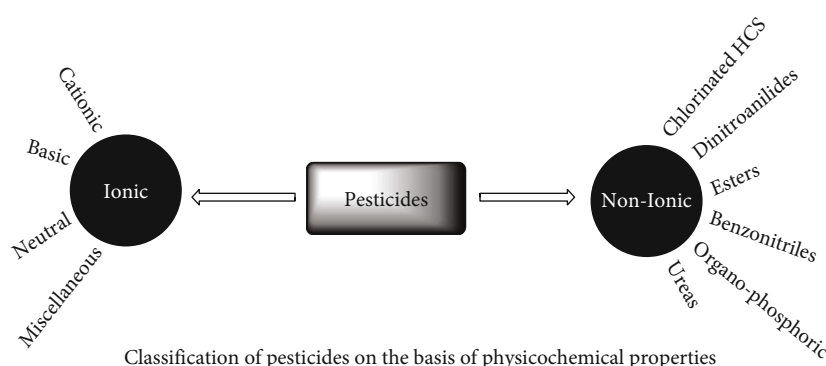 Cationic
Basic
Neutral
Miscellaneous
Ionic
Pesticides
Non-Ionic
Chlorinated HCS
Dinitroanilides
Esters
Benzonitriles
Organo-phosphoric
Ureas
Classification of pesticides on the basis of physicochemical properties